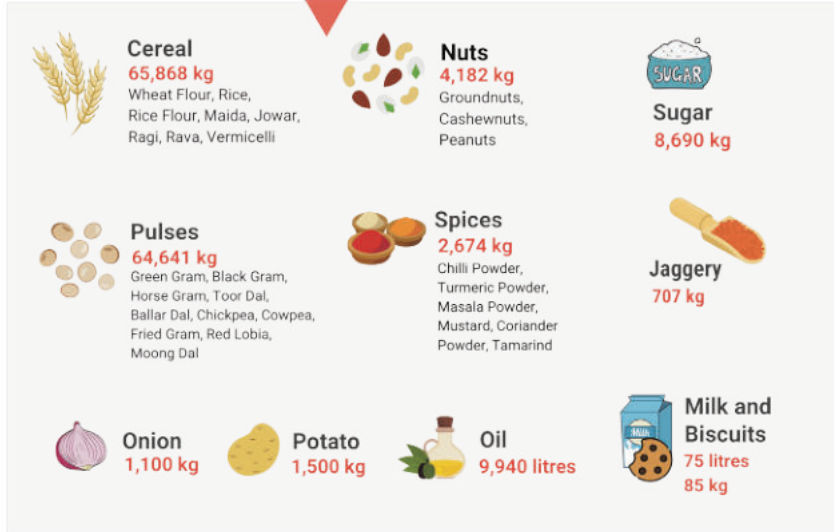 Cereal
65,868 kg
Wheat Flour, Rice,
Rice Flour, Maida, Jowar,
Ragi, Rava, Vermicelli
Nuts
4,182 kg
Groundnuts,
Cashewnuts,
Peanuts
SUGAR
Sugar
8,690 kg
Pulses
64,641 kg
Green Gram, Black Gram,
Horse Gram, Toor Dal,
Ballar Dal, Chickpea, Cowpea,
Fried Gram, Red Lobia,
Moong Dal
Spices
2,674 kg
Chilli Powder,
Turmeric Powder,
Masala Powder,
Mustard, Coriander
Powder, Tamarind
Jaggery
707 kg
Onion
1,100 kg
Potato
1,500 kg
Oil
9,940 litres
Milk and
Biscuits
75 litres
85 kg